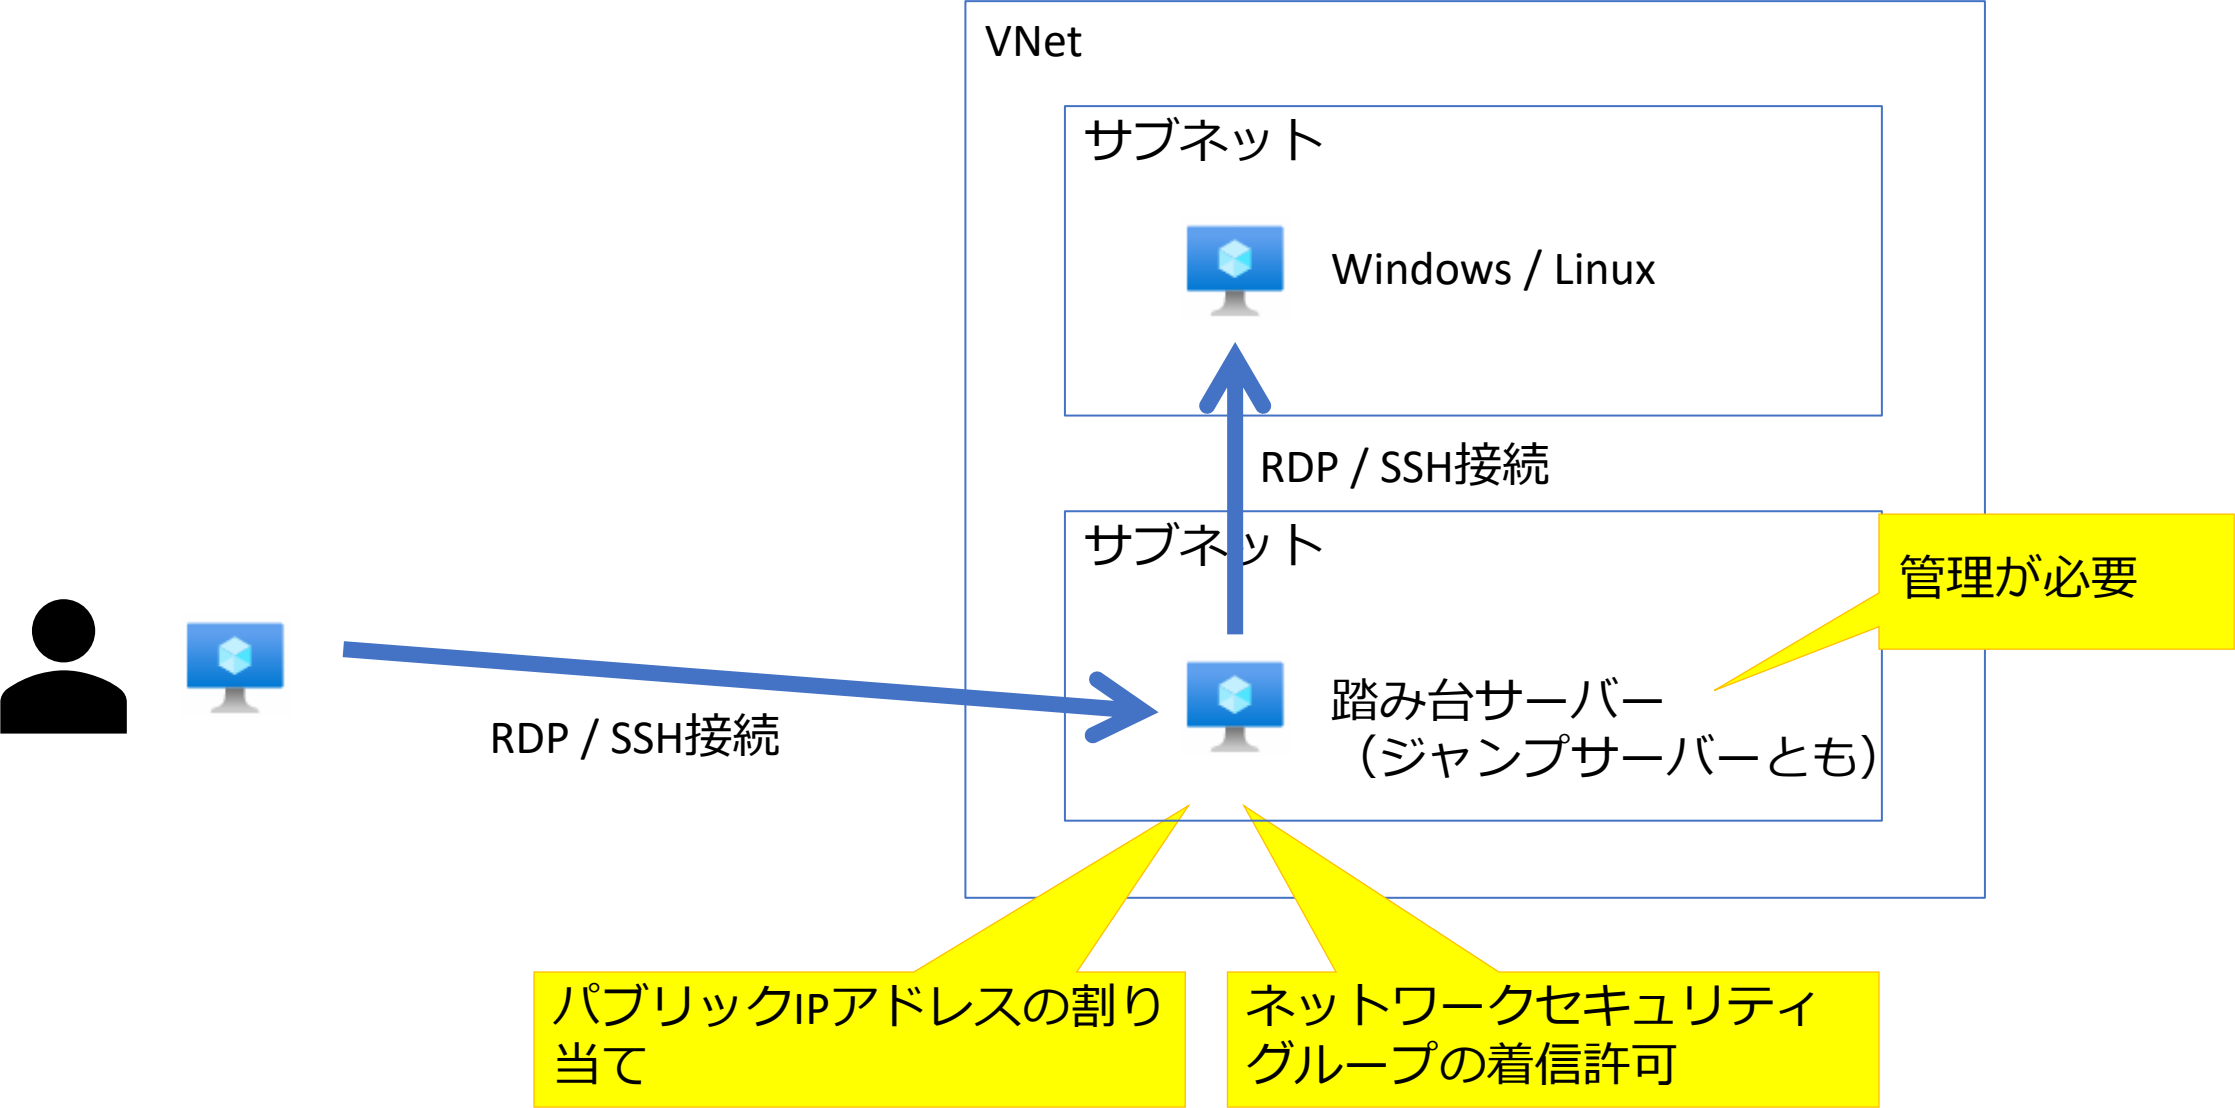 VNet
サブネット
Windows / Linux
RDP / SSH接続
サブネット
管理が必要
踏み台サーバー
（ジャンプサーバーとも）
RDP / SSH接続
パブリックIPアドレスの割り
当て
ネットワークセキュリティ
グループの着信許可